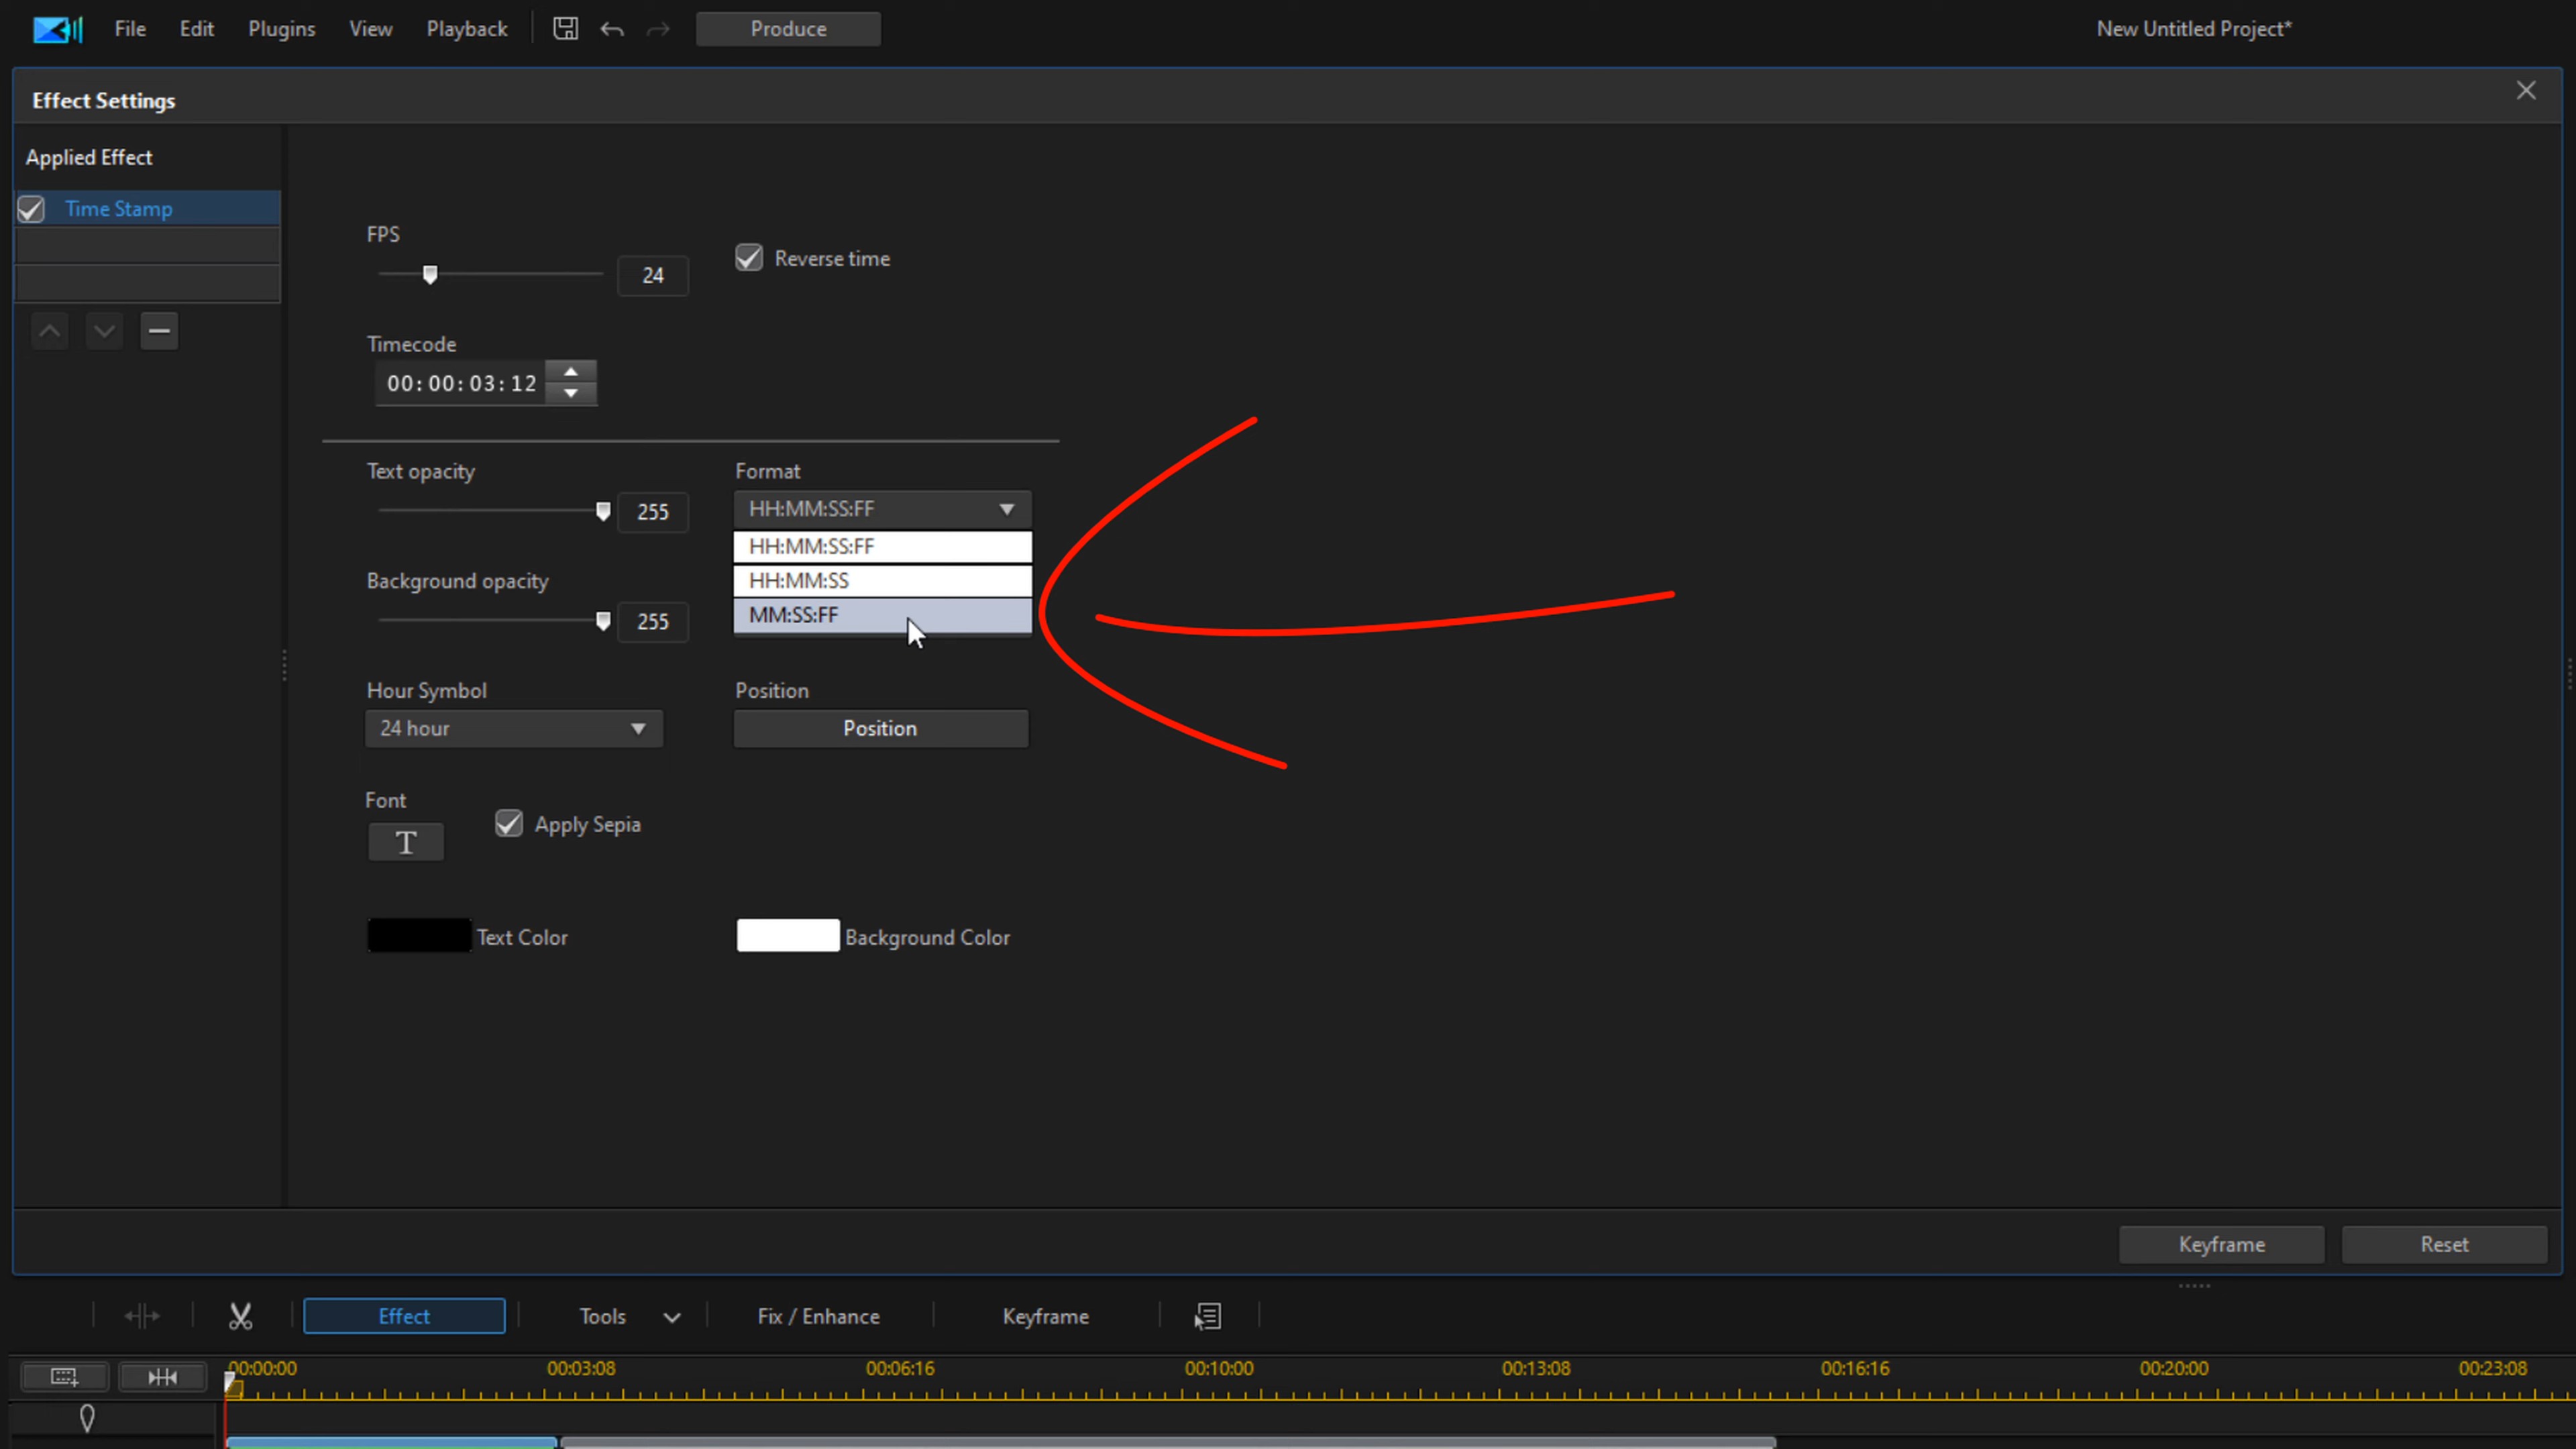 File Edit Plugins View Playback Produce New Untitled Project*
Effect Settings
Applied Effect
Time Stamp
FPS
24
Reverse time
Timecode
00:00:03:12
Text opacity
255
Format
HH:MM:SS:FF
HH:MM:SS:FF
HH:MM:SS
MM:SS:FF
Background opacity
255
Hour Symbol
24 hour
Position
Position
Font
T
Apply Sepia
Text Color
Background Color
Keyframe Reset
Effect Tools Fix / Enhance Keyframe
00:00:00 00:03:08 00:06:16 00:10:00 00:13:08 00:16:16 00:20:00 00:23:08